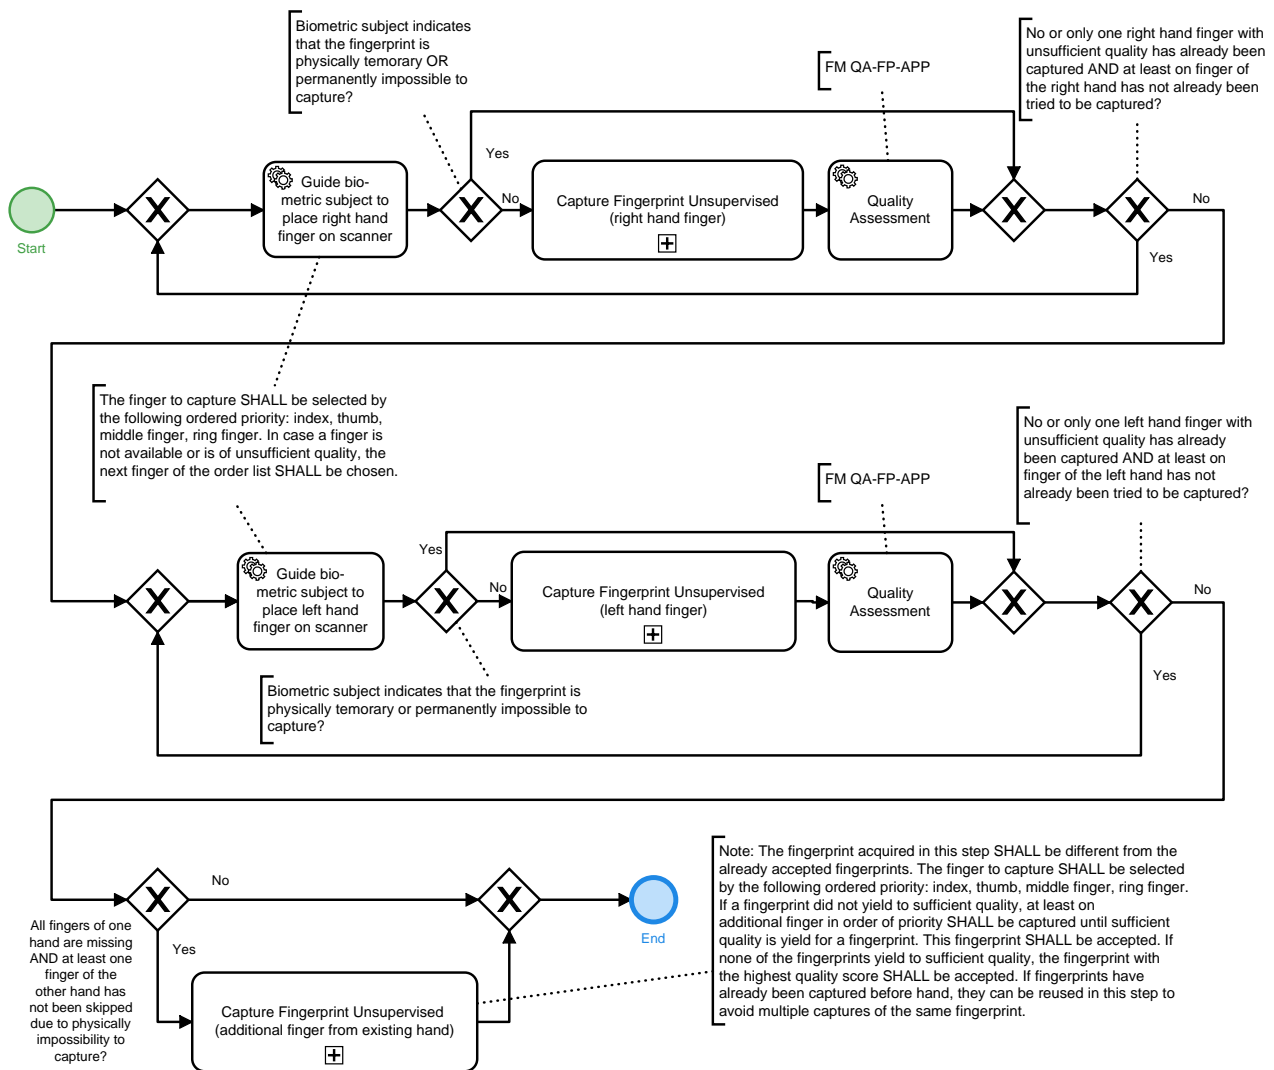 Biometric subject indicates
that the fingerprint is
physically temorary OR
permanently impossible to
capture?
FM QA-FP-APP
No or only one right hand finger with
unsufficient quality has already been
captured AND at least on finger of
the right hand has not already been
tried to be captured?
Start
Guide bio-
metric subject to
place right hand
finger on scanner
Yes
No
Capture Fingerprint Unsupervised
(right hand finger)
Quality
Assessment
No
Yes
The finger to capture SHALL be selected
by the following ordered priority: index, thumb,
middle finger, ring finger. In case a finger is
not available or is of unsufficient quality, the
next finger of the order list SHALL be chosen.
FM QA-FP-APP
No or only one left hand finger with
unsufficient quality has already
been captured AND at least on
finger of the left hand has not
already been tried to be captured?
Guide bio-
metric subject to
place left hand
finger on scanner
Yes
No
Capture Fingerprint Unsupervised
(left hand finger)
Quality
Assessment
No
Yes
Biometric subject indicates that the fingerprint is
physically temorary or permanently impossible to
capture?
No
Yes
All fingers of one
hand are missing
AND at least one
finger of the
other hand has
not been skipped
due to physically
impossibility to
capture?
Capture Fingerprint Unsupervised
(additional finger from existing hand)
End
Note: The fingerprint acquired in this step SHALL be different from the
already accepted fingerprints. The finger to capture SHALL be selected
by the following ordered priority: index, thumb, middle finger, ring finger.
If a fingerprint did not yield to sufficient quality, at least on
additional finger in order of priority SHALL be captured until sufficient
quality is yield for a fingerprint. This fingerprint SHALL be accepted. If
none of the fingerprints yield to sufficient quality, the fingerprint with
the highest quality score SHALL be accepted. If fingerprints have
already been captured before hand, they can be reused in this step to
avoid multiple captures of the same fingerprint.